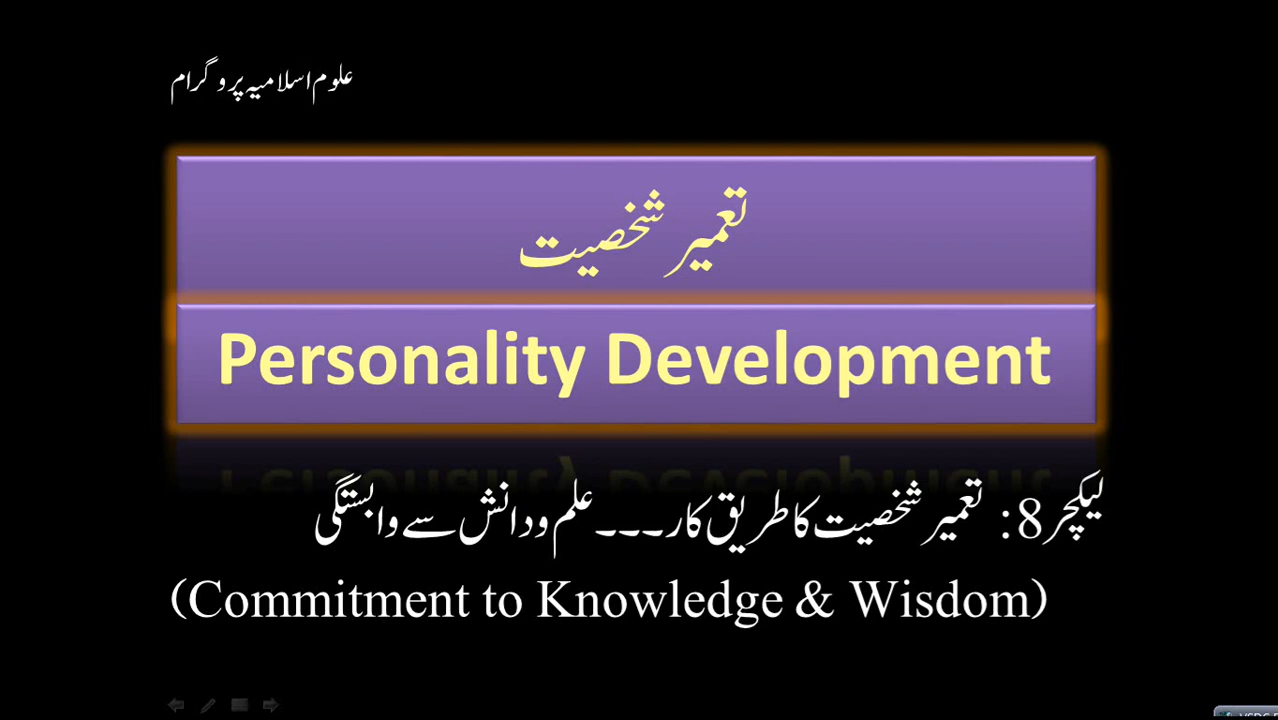 علوم اسلامیہ پروگرام
تعمیر شخصیت
Personality Development
لیکچر 8: تعمیر شخصیت کا طریق کار۔۔۔علم و دانش سے وابستگی
(Commitment to Knowledge & Wisdom)